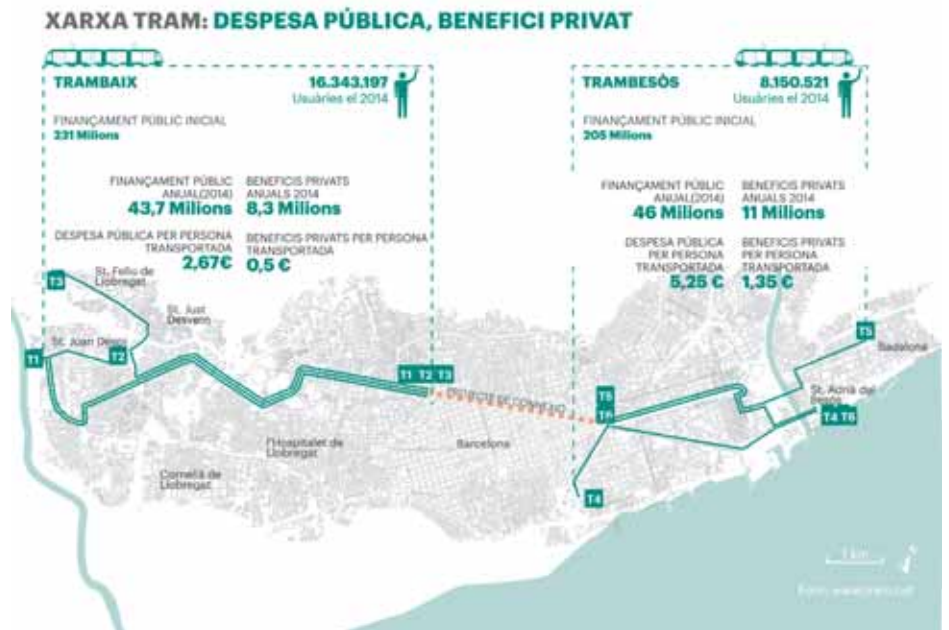 XARXA TRAM: DESPESA PÚBLICA, BENEFICI PRIVAT
TRAMBAIX
16.343.197
Usuàries el 2014
FINANÇAMENT PÚBLIC INICIAL
231 Milions
FINANÇAMENT PÚBLIC
ANUAL(2014)
43,7 Milions
BENEFICIS PRIVATS
ANUALS 2014
8,3 Milions
DESPESA PÚBLICA PER PERSONA
TRANSPORTADA
2,67€
BENEFICIS PRIVATS PER PERSONA
TRANSPORTADA
0,5 €
TRAMBESÒS
8.150.521
Usuàries el 2014
FINANÇAMENT PÚBLIC INICIAL
205 Milions
FINANÇAMENT PÚBLIC
ANUAL(2014)
46 Milions
BENEFICIS PRIVATS
ANUALS 2014
11 Milions
DESPESA PÚBLICA
PER PERSONA
TRANSPORTADA
5,25 €
BENEFICIS PRIVATS
PER PERSONA
TRANSPORTADA
1,35 €
T3
St. Feliu de
Llobregat
St. Just
Desvern
T1
St. Juan Despí
T2
T1 T2 T3
PROJECTE DE CONNEXIÓ
T5
T6
T5
Badalona
St. Adrià del
Besòs
T4 T6
T4
l'Hospitalet de
Llobregat
Barcelona
Cornellà de
Llobregat
1 km